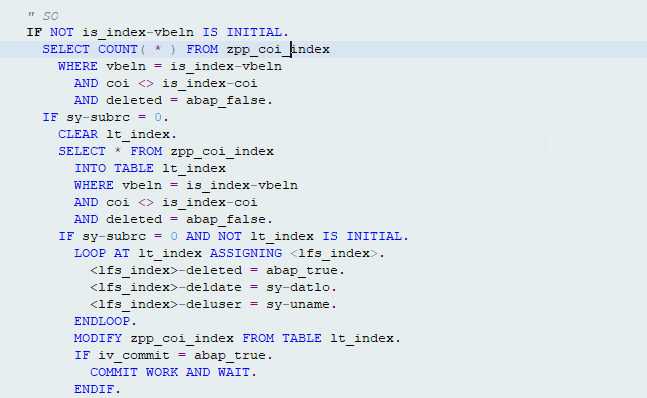 " SO
IF NOT is_index-vbeln IS INITIAL.
SELECT COUNT( * ) FROM zpp_coi_index
WHERE vbeln = is_index-vbeln
AND coi <> is_index-coi
AND deleted = abap_false.
IF sy-subrc = 0.
CLEAR lt_index.
SELECT * FROM zpp_coi_index
INTO TABLE lt_index
WHERE vbeln = is_index-vbeln
AND coi <> is_index-coi
AND deleted = abap_false.
IF sy-subrc = 0 AND NOT lt_index IS INITIAL.
LOOP AT lt_index ASSIGNING <lfs_index>.
<lfs_index>-deleted = abap_true.
<lfs_index>-deldate = sy-datlo.
<lfs_index>-deluser = sy-uname.
ENDLOOP.
MODIFY zpp_coi_index FROM TABLE lt_index.
IF iv_commit = abap_true.
COMMIT WORK AND WAIT.
ENDIF.